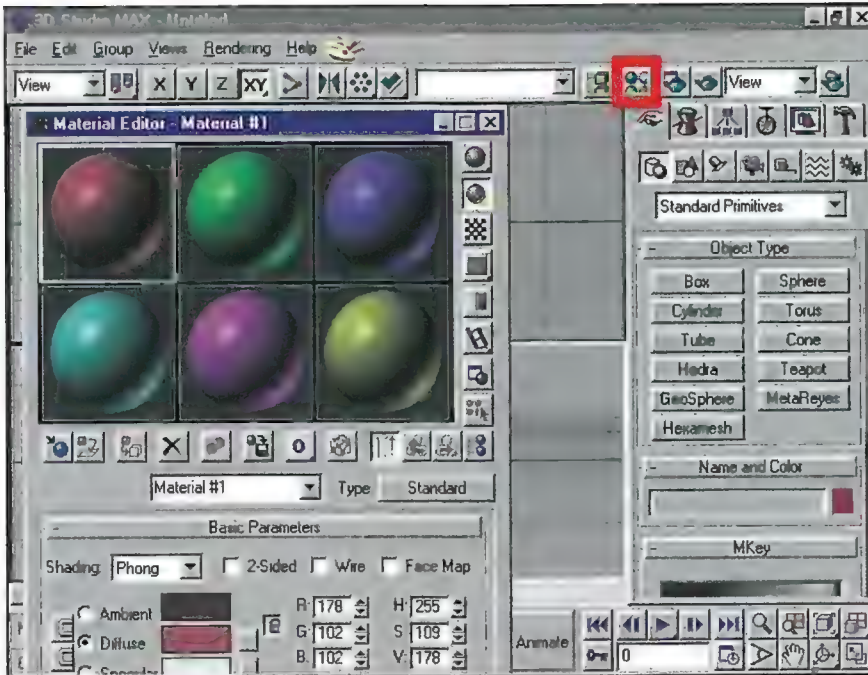 3D Studio MAX - Untitled
File Edit Group Views Rendering Help
View X Y Z XY View
Material Editor - Material #1
Standard Primitives
- Object Type
Box Sphere
Cylinder Torus
Tube Cone
Hedra Teapot
GeoSphere MetaReyes
Hexamesh
Material #1 Type Standard
- Name and Color
- Basic Parameters
- MKey
Shading: Phong 2-Sided Wire Face Map
Ambient R: 178 H: 255
Diffuse G: 102 S: 109
Specular B: 102 V: 178
Animate 0